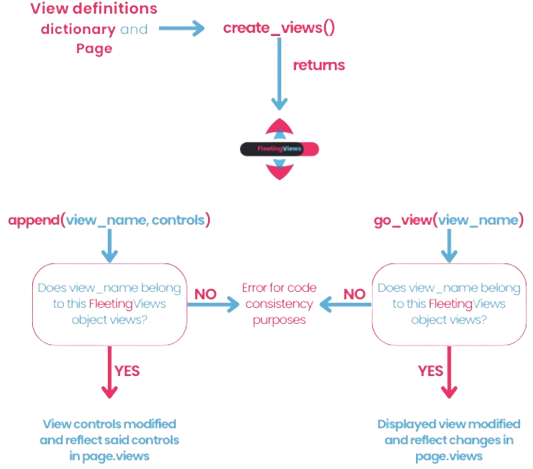 View definitions
dictionary and
Page
create_views()
returns
FleetingViews
append(view_name, controls)
go_view(view_name)
Does view_name belong
to this FleetingViews
object views?
NO
Error for code
consistency
purposes
NO
Does view_name belong
to this FleetingViews
object views?
YES
YES
View controls modified
and reflect said controls
in page.views
Displayed view modified
and reflect changes in
page.views